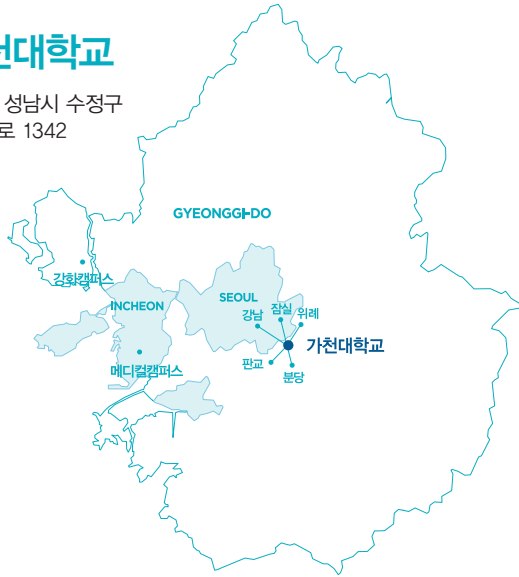 천대학교
성남시 수정구
로 1342
GYEONGGI-DO
강화캠퍼스
INCHEON
SEOUL
강남
잠실
위례
가천대학교
판교
분당
메디컬캠퍼스